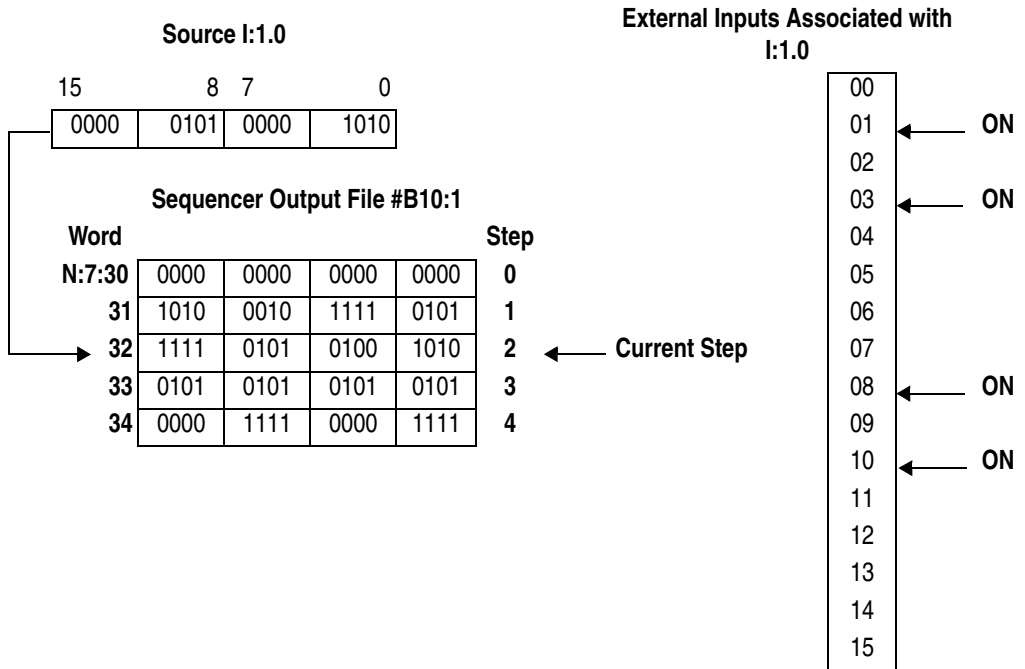 External Inputs Associated with
I:1.0
Source I:1.0
15 8 7 0
0000 0101 0000 1010
Sequencer Output File #B10:1
Word Step
N:7:30 0000 0000 0000 0000 0
31 1010 0010 1111 0101 1
32 1111 0101 0100 1010 2 Current Step
33 0101 0101 0101 0101 3
34 0000 1111 0000 1111 4
00
01 ON
02
03 ON
04
05
06
07
08 ON
09
10 ON
11
12
13
14
15